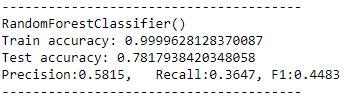 ----------------------------------------
RandomForestClassifier()
Train accuracy: 0.9999628128370087
Test accuracy: 0.7817938420348058
Precision:0.5815,   Recall:0.3647, F1:0.4483
----------------------------------------